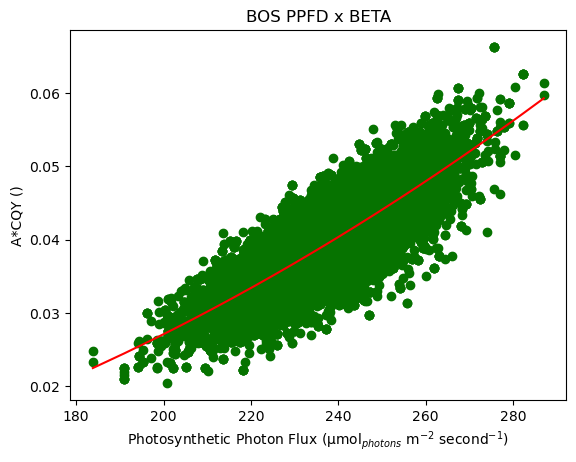 BOS PPFD x BETA
A*CQY ()
0.06
0.05
0.04
0.03
0.02
180 200 220 240 260 280
Photosynthetic Photon Flux (μmol_{photons} m⁻² second⁻¹)